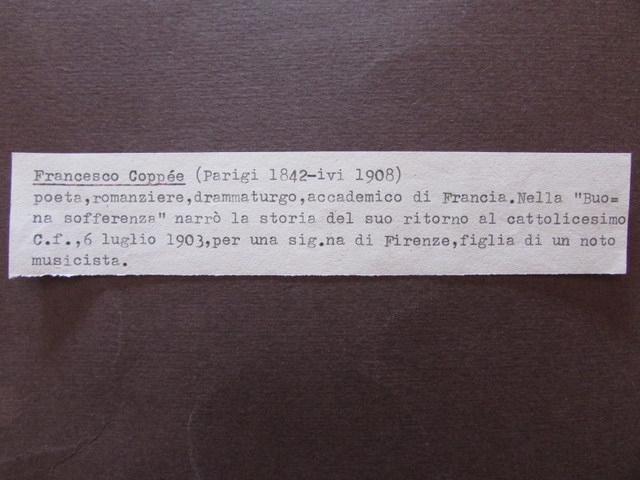 Francesco Coppée (Parigi 1842-ivi 1908)
poeta,romanziere,drammaturgo,accademico di Francia.Nella "Buo=
na sofferenza" narrò la storia del suo ritorno al cattolicesimo
C.f.,6 luglio 1903,per una sig.na di Firenze,figlia di un noto
musicista.